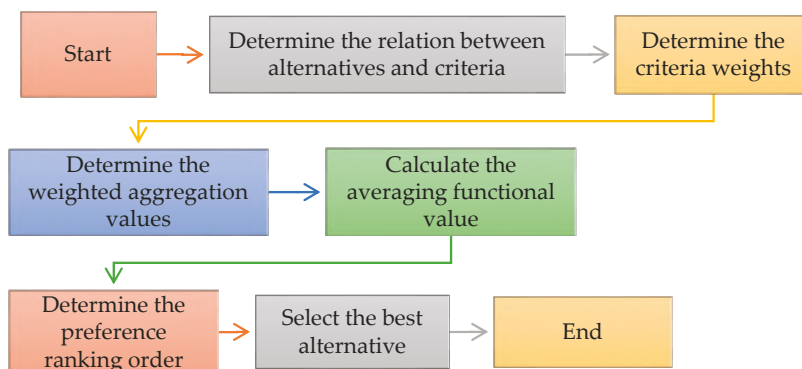 Start
Determine the relation between
alternatives and criteria
Determine the
criteria weights
Determine the
weighted aggregation
values
Calculate the
averaging functional
value
Determine the
preference
ranking order
Select the best
alternative
End